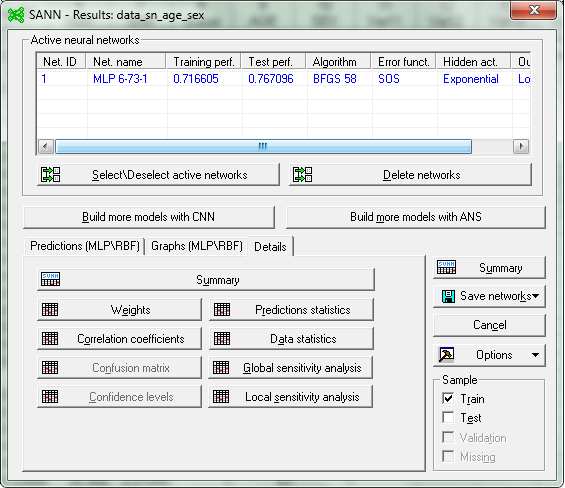 SANN - Results: data_sn_age_sex
Active neural networks
Net. ID Net. name Training perf. Test perf. Algorithm Error funct. Hidden act. Ou
1 MLP 6-73-1 0.716605 0.767096 BFGS 58 SOS Exponential Lo
Select\Deselect active networks Delete networks
Build more models with CNN Build more models with ANS
Predictions (MLP\RBF) Graphs (MLP\RBF) Details
Summary
Weights Predictions statistics
Correlation coefficients Data statistics
Confusion matrix Global sensitivity analysis
Confidence levels Local sensitivity analysis
Summary
Save networks
Cancel
Options
Sample
Train
Test
Validation
Missing